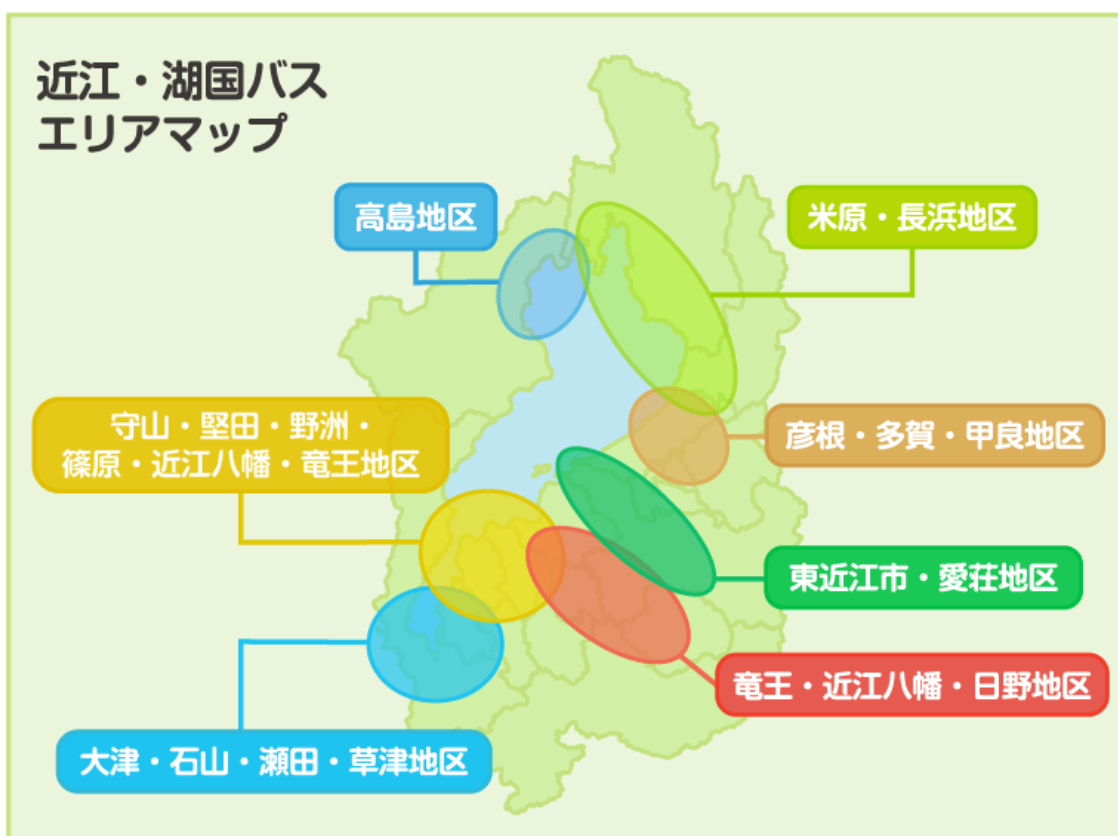 近江・湖国バス
エリアマップ
高島地区
米原・長浜地区
守山・堅田・野洲・
篠原・近江八幡・竜王地区
彦根・多賀・甲良地区
東近江市・愛荘地区
竜王・近江八幡・日野地区
大津・石山・瀬田・草津地区